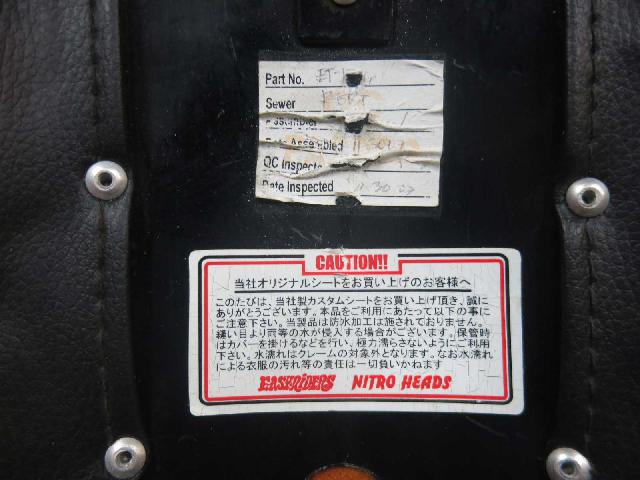 Part No.
Sewer
Assembler
Date Assembled
QC Inspecte
Date Inspected 11 30 07
CAUTION!!
当社オリジナルシートをお買い上げのお客様へ
このたびは、当社製カスタムシートをお買い上げ頂き、誠に
ありがとうございます。本品をご利用にあたって以下の事に
ご注意下さい。当製品は防水加工は施されておりません。
縫い目より雨等の水が侵入する場合がございます。保管時
はカバーを掛けるなどを行い、極力濡らさないようにご利用
下さい。水濡れはクレームの対象外となります。なお水濡れ
による衣服の汚れ等の責任は一切負いかねます
EASYRIDERS NITRO HEADS